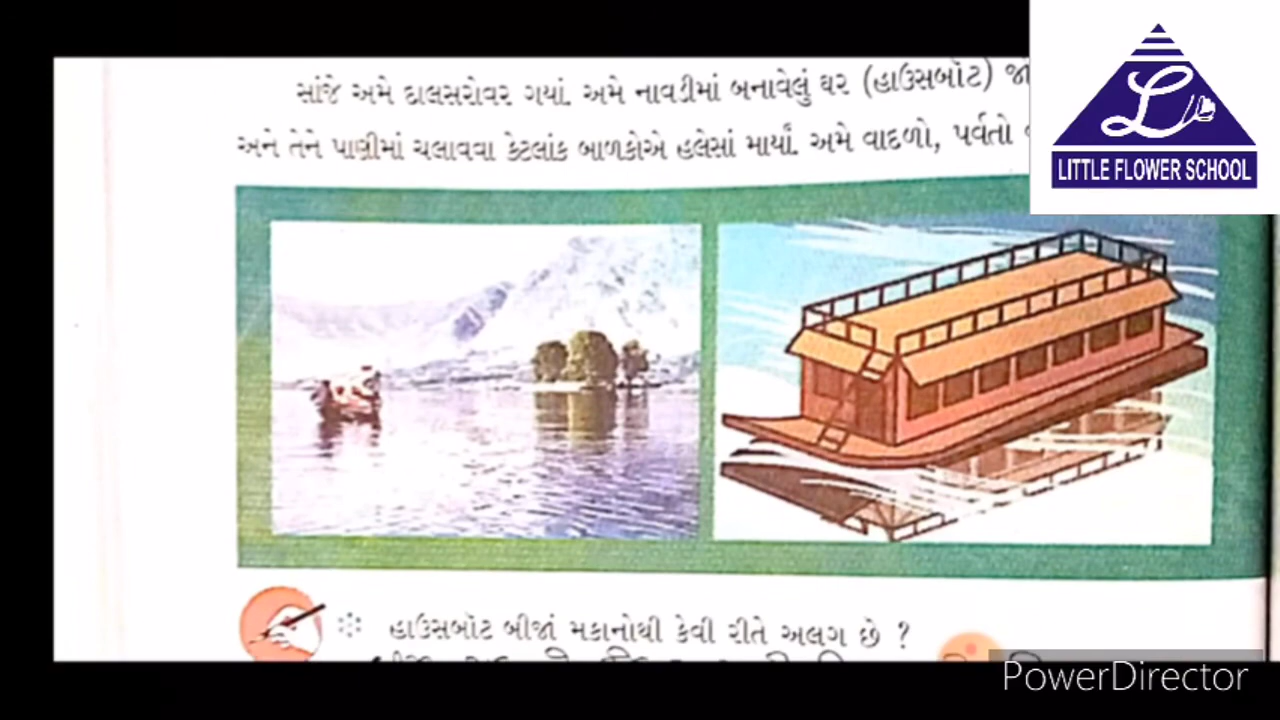 સાંજે અમે દાલસરોવર ગયાં. અમે નાવડીમાં બનાવેલું ઘર (હાઉસબૉટ)
અને તેને પાણીમાં ચલાવવા કેટલાંક બાળકોએ હલેસાં માર્યાં. અમે વાદળો, પર્વતો
LITTLE FLOWER SCHOOL
હાઉસબૉટ બીજાં મકાનોથી કેવી રીતે અલગ છે ?
PowerDirector